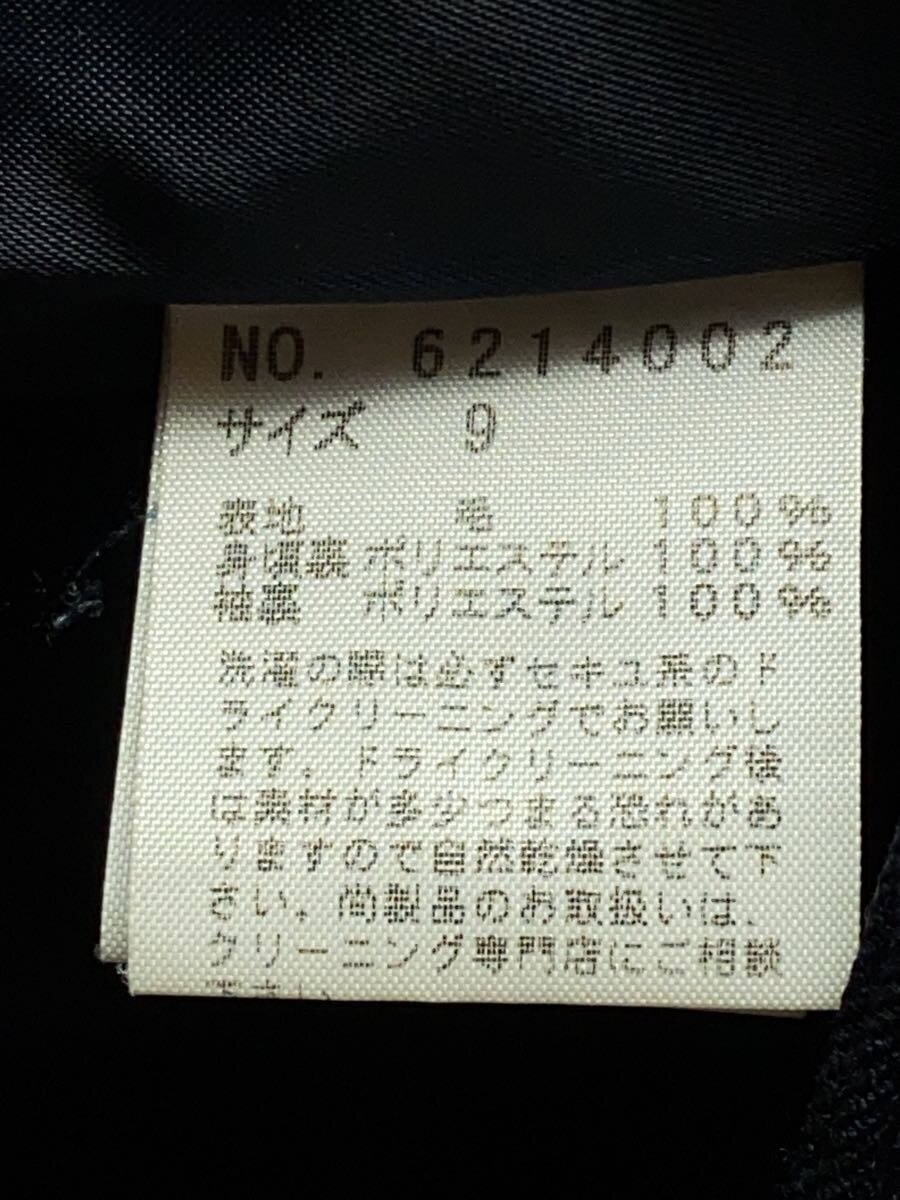 NO. 6214002
サイズ 9
表地 毛 100%
身頃裏 ポリエステル 100%
袖裏 ポリエステル 100%
洗濯の際は必ずセキユ系のド
ライクリーニングでお願いし
ます。ドライクリーニング後
は素材が多少つまる恐れがあ
りますので自然乾燥させて下
さい。尚製品のお取扱いは、
クリーニング専門店にご相談
下さい。